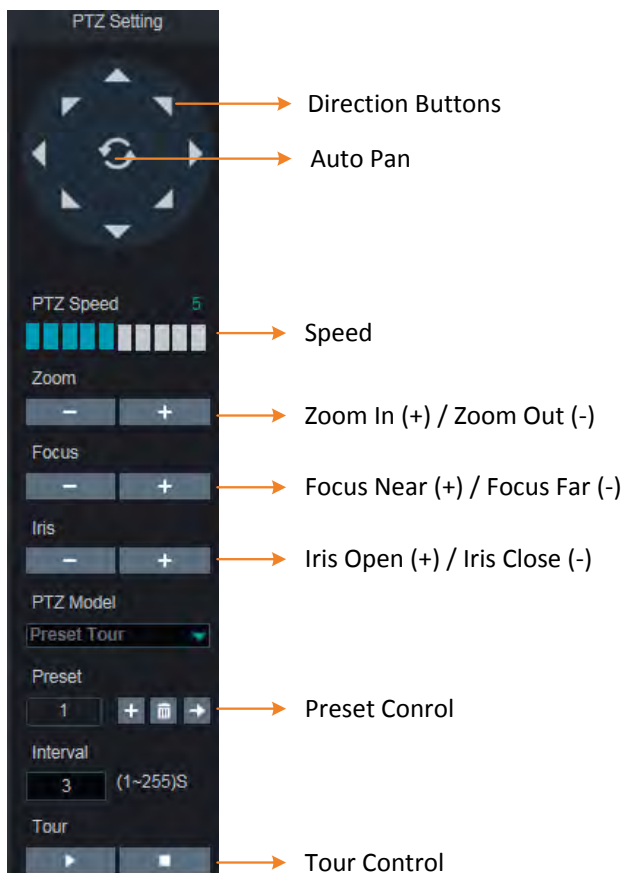 PTZ Setting
Direction Buttons
Auto Pan
PTZ Speed 5
Speed
Zoom
− +
Zoom In (+) / Zoom Out (-)
Focus
− +
Focus Near (+) / Focus Far (-)
Iris
− +
Iris Open (+) / Iris Close (-)
PTZ Model
Preset Tour
Preset
1 +
Preset Conrol
Interval
3 (1~255)S
Tour
Tour Control